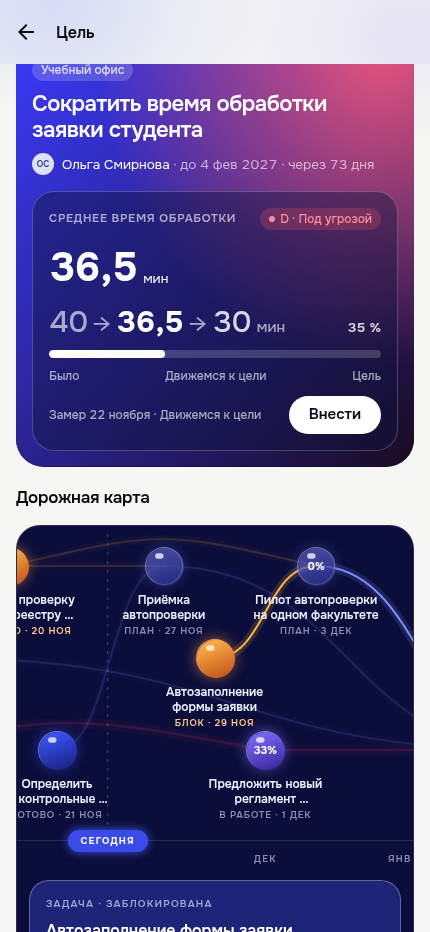 Цель
Учебный офис
Сократить время обработки
заявки студента
ОС Ольга Смирнова · до 4 фев 2027 · через 73 дня
СРЕДНЕЕ ВРЕМЯ ОБРАБОТКИ
D · Под угрозой
36,5 мин
40 → 36,5 → 30 мин
35 %
Было
Движемся к цели
Цель
Замер 22 ноября · Движемся к цели
Внести
Дорожная карта
0%
проверку
реестру ...
· 20 НОЯ
Приёмка
автопроверки
ПЛАН · 27 НОЯ
Пилот автопроверки
на одном факультете
ПЛАН · 3 ДЕК
Автозаполнение
формы заявки
БЛОК · 29 НОЯ
33%
Определить
контрольные ...
ОТОВО · 21 НОЯ
Предложить новый
регламент ...
В РАБОТЕ · 1 ДЕК
СЕГОДНЯ
ДЕК
ЯНВ
ЗАДАЧА · ЗАБЛОКИРОВАНА
Автозаполнение формы заявки